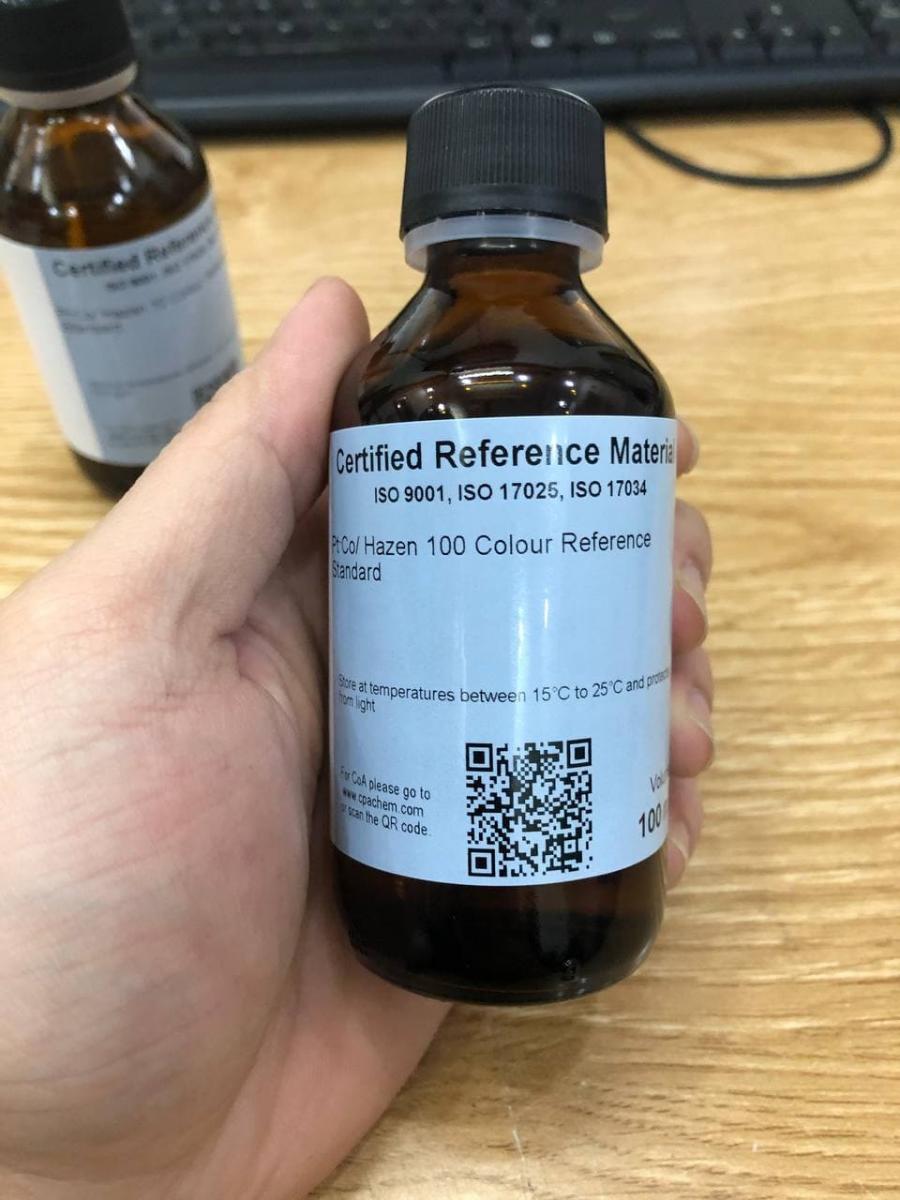 Certified Reference Material
ISO 9001, ISO 17025, ISO 17034
Pt-Co/ Hazen 100 Colour Reference
Standard
Store at temperatures between 15°C to 25°C and protect
from light
For CoA please go to
www.cpachem.com
or scan the QR code.
100
Certified Reference